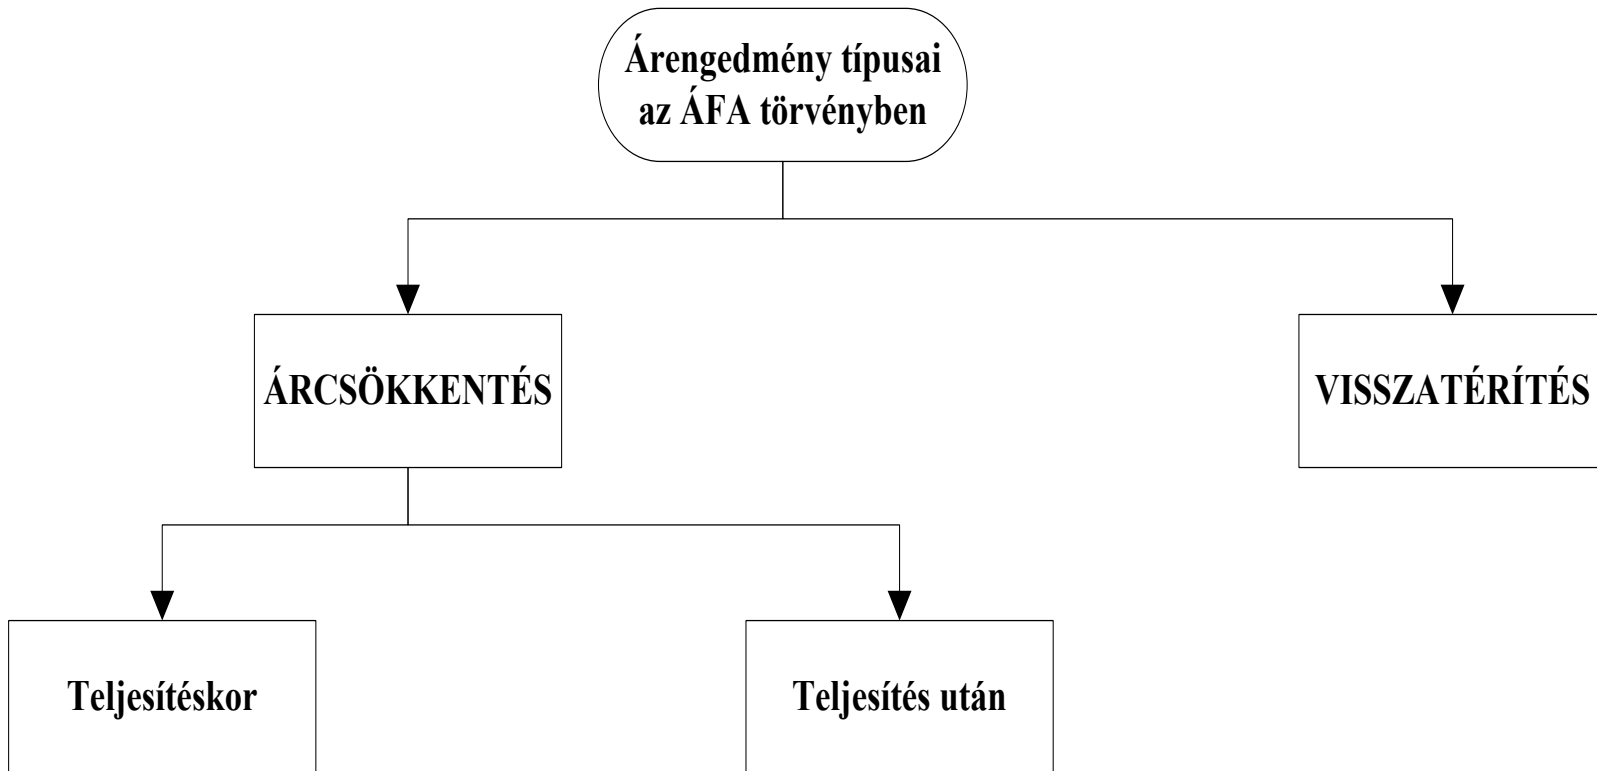 Árengedmény típusai
az ÁFA törvényben
ÁRCSÖKKENTÉS
VISSZATÉRÍTÉS
Teljesítéskor
Teljesítés után